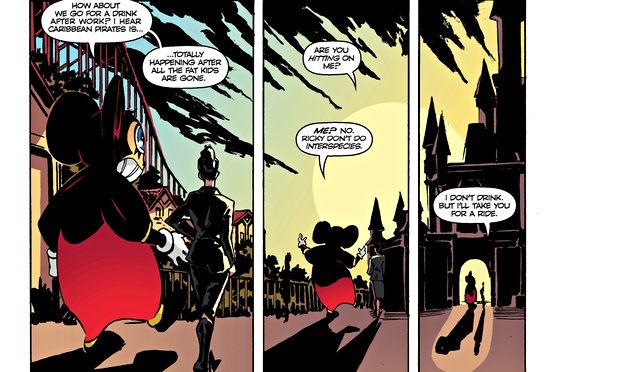 HOW ABOUT
WE GO FOR A DRINK
AFTER WORK? I HEAR
CARIBBEAN PIRATES IS...
...TOTALLY
HAPPENING AFTER
ALL THE FAT KIDS
ARE GONE.
ARE YOU
HITTING ON
ME?
ME? NO.
RICKY DON'T DO
INTERSPECIES.
I DON'T DRINK.
BUT I'LL TAKE YOU
FOR A RIDE.